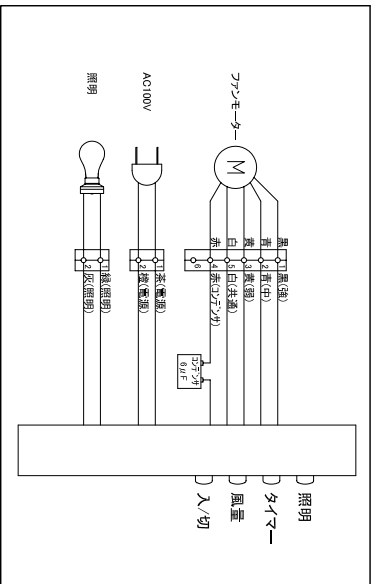 照明
AC100V
ファンモーター
M
黒
青
黄
白
赤
1 黒(強)
2 青(中)
3 黄(弱)
5 白(共通)
4 赤(コンデンサ)
6
コンデンサ
6μF
1 茶(電源)
2 橙(電源)
1 緑(照明)
2 灰(照明)
照明
タイマー
風量
入/切